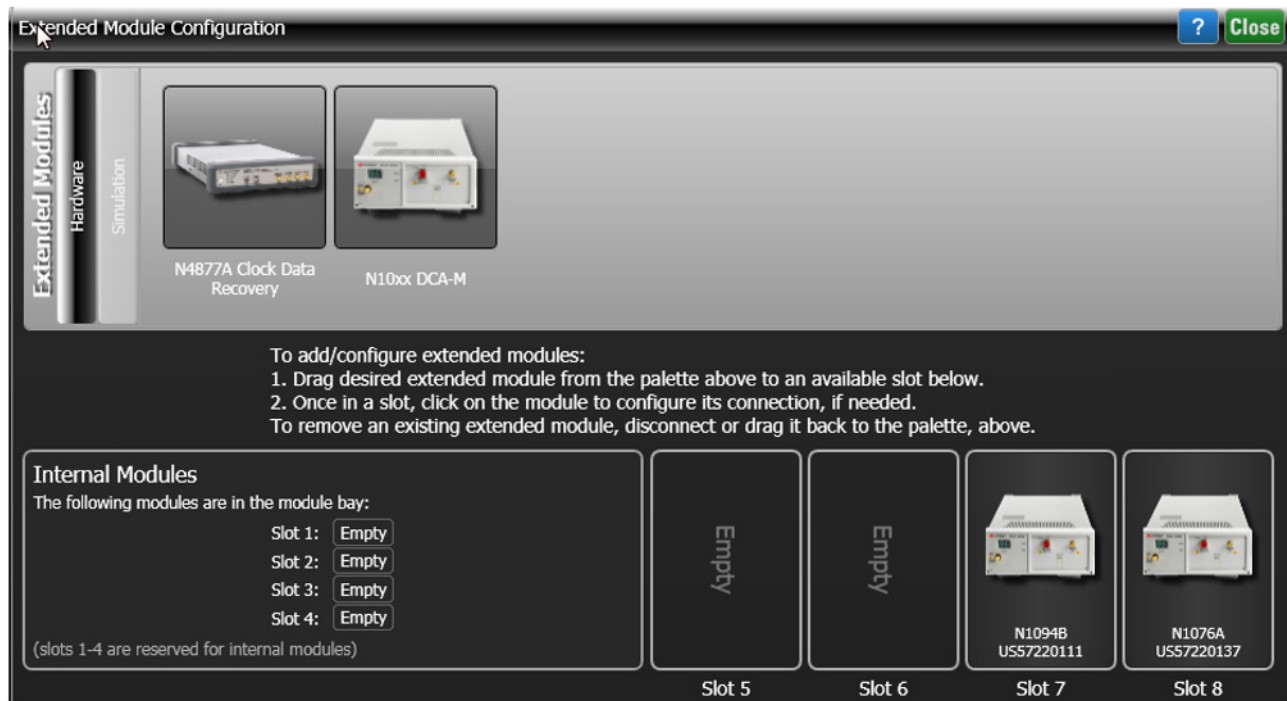 Extended Module Configuration
? Close
Extended Modules
Hardware
Simulation
N4877A Clock Data
Recovery
N10xx DCA-M
To add/configure extended modules:
1. Drag desired extended module from the palette above to an available slot below.
2. Once in a slot, click on the module to configure its connection, if needed.
To remove an existing extended module, disconnect or drag it back to the palette, above.
Internal Modules
The following modules are in the module bay:
Slot 1: Empty
Slot 2: Empty
Slot 3: Empty
Slot 4: Empty
(slots 1-4 are reserved for internal modules)
Empty
Slot 5
Empty
Slot 6
N1094B
US57220111
Slot 7
N1076A
US57220137
Slot 8